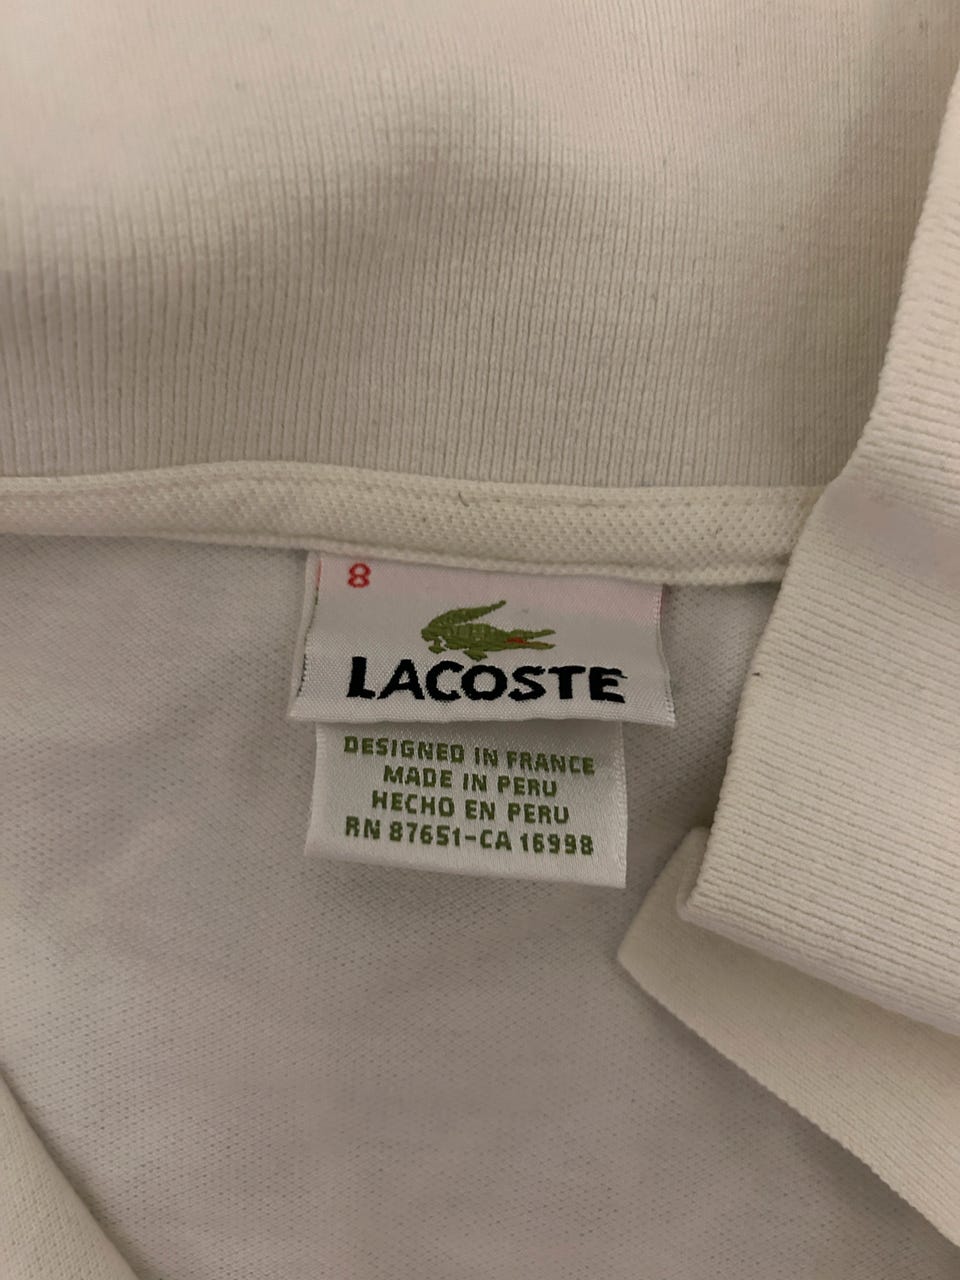 8
LACOSTE
DESIGNED IN FRANCE
MADE IN PERU
HECHO EN PERU
RN 87651-CA 16998